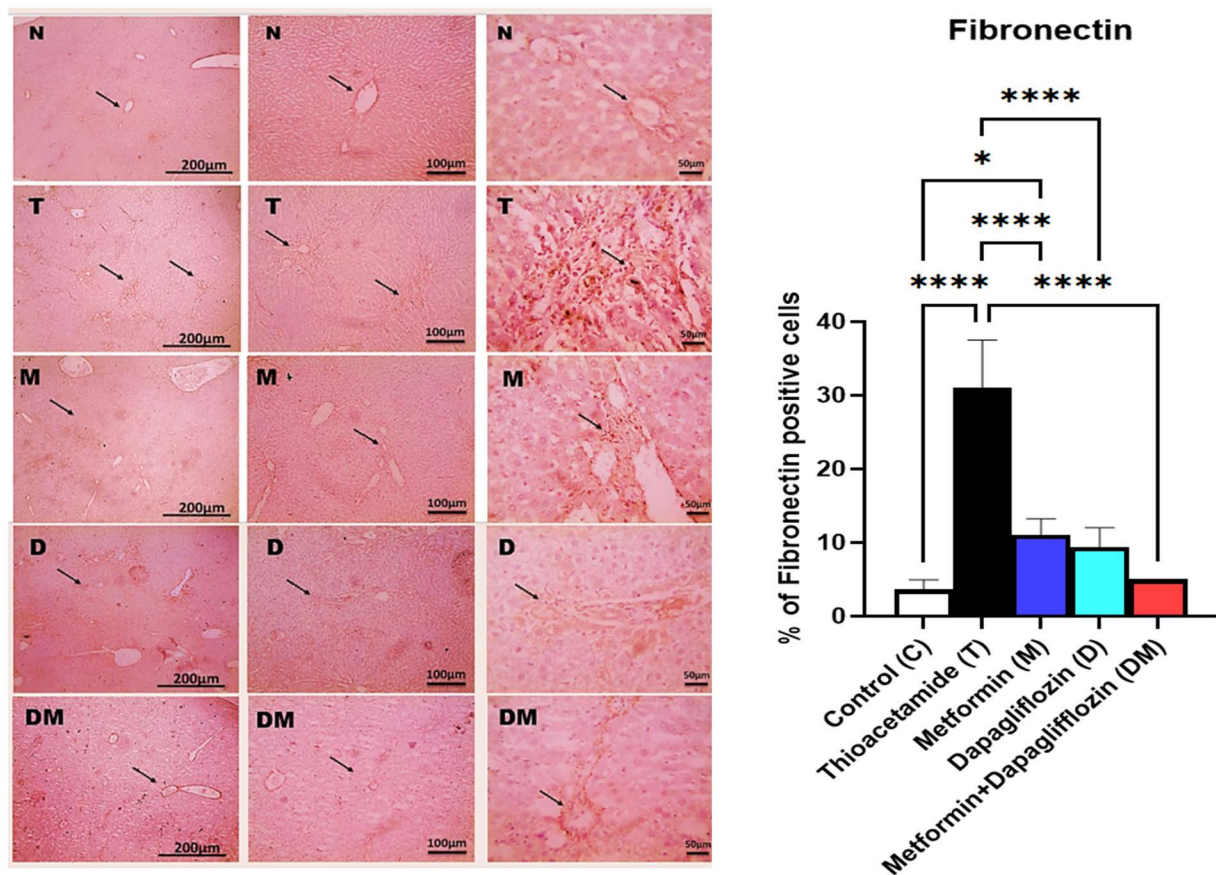 N
N
N
200μm
100μm
50μm
T
T
T
200μm
100μm
50μm
M
M
M
200μm
100μm
50μm
D
D
D
200μm
100μm
50μm
DM
DM
DM
200μm
100μm
50μm
Fibronectin
****
*
****
**** ****
% of Fibronectin positive cells
40
30
20
10
0
Control (C)
Thioacetamide (T)
Metformin (M)
Dapagliflozin (D)
Metformin+Dapaglifflozin (DM)